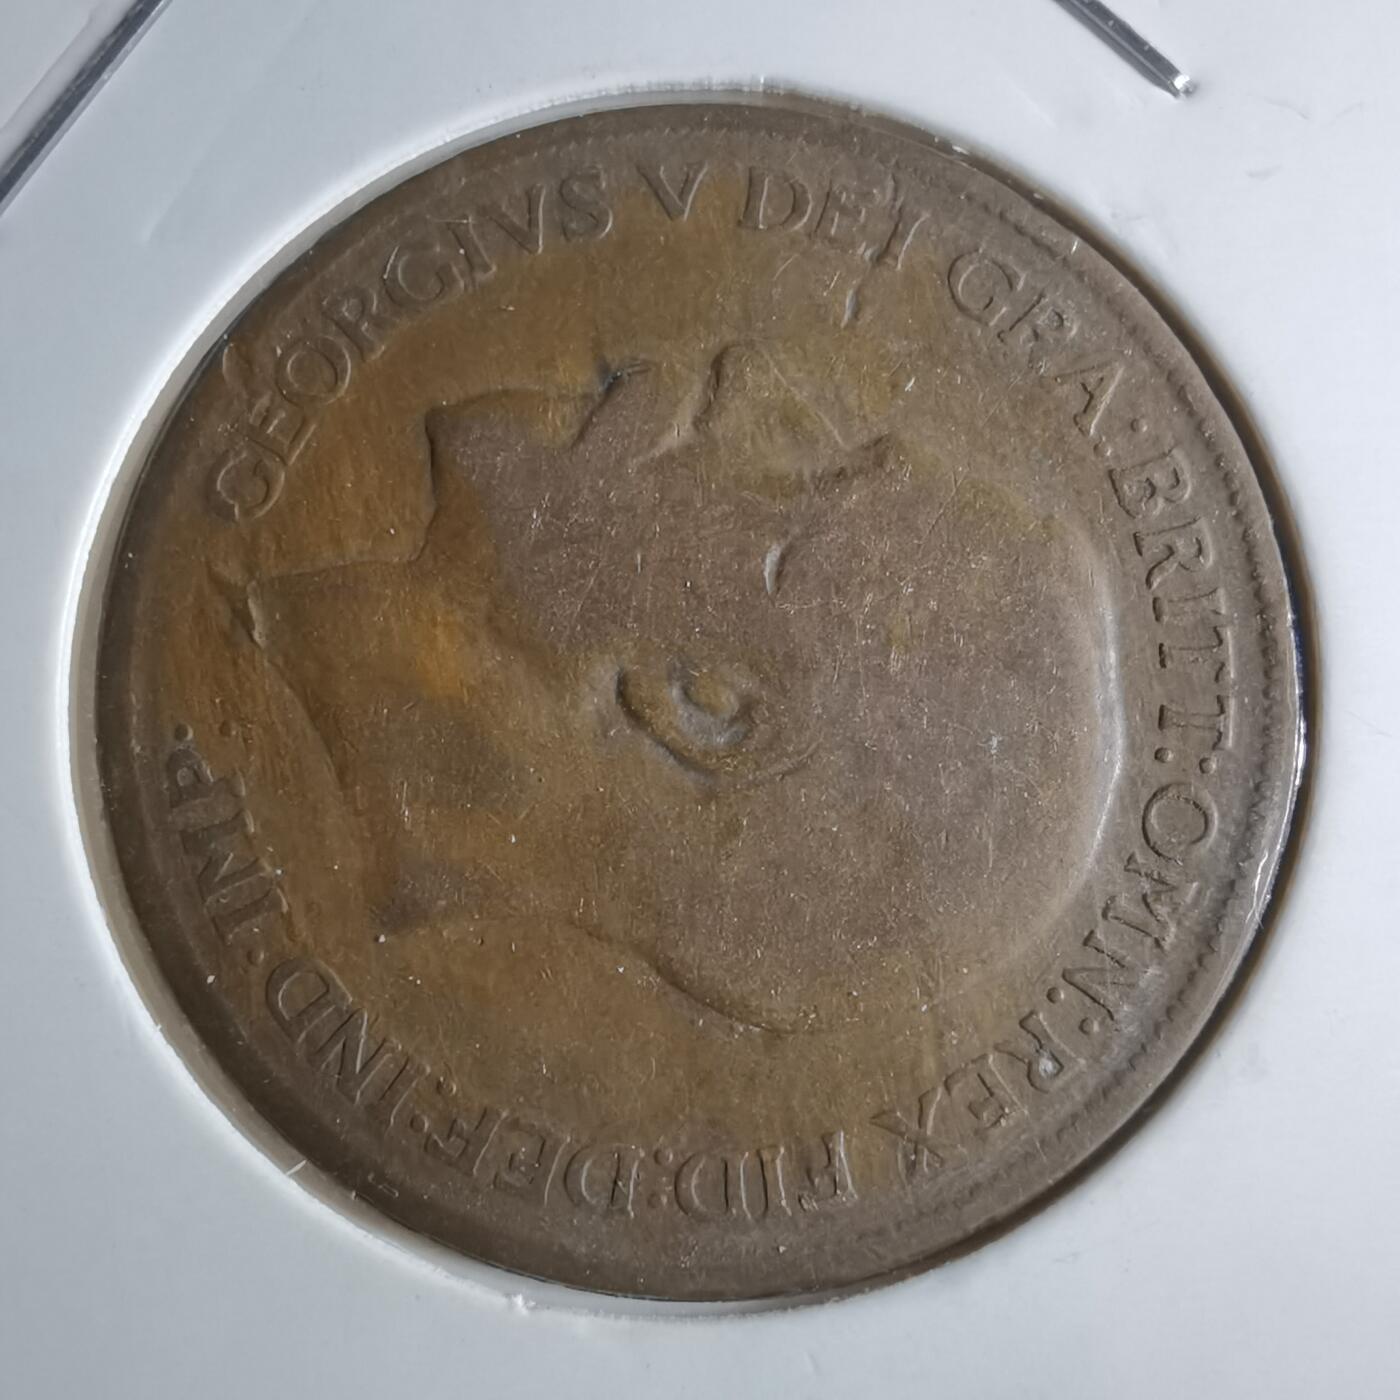 GEORGIVS V DEI GRA:BRITT:OMN:REX FID:DEF:IND:IMP: